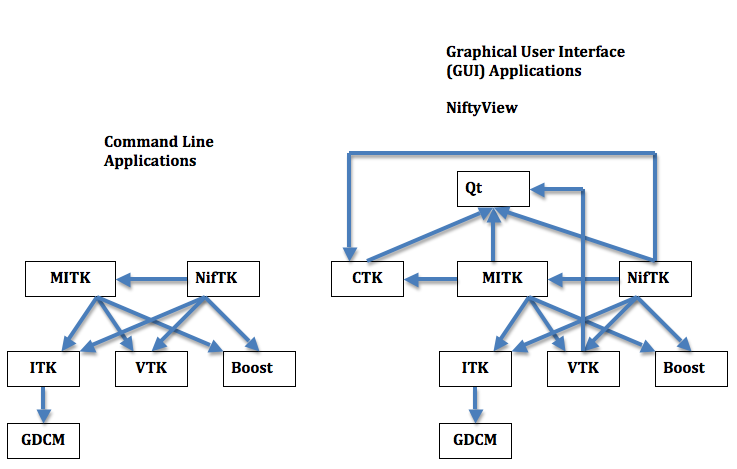 Graphical User Interface
(GUI) Applications
NiftyView
Command Line
Applications
Qt
MITK
NifTK
CTK
MITK
NifTK
ITK
VTK
Boost
ITK
VTK
Boost
GDCM
GDCM